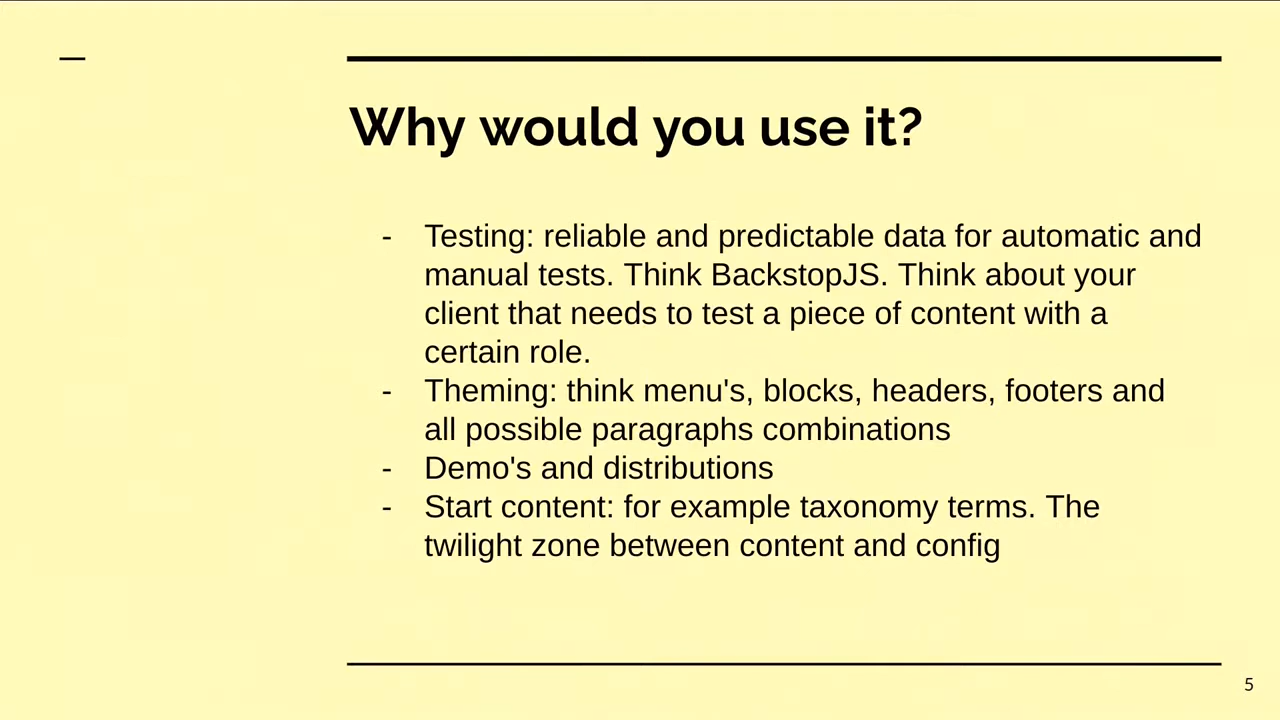 Why would you use it?
- Testing: reliable and predictable data for automatic and
manual tests. Think BackstopJS. Think about your
client that needs to test a piece of content with a
certain role.
- Theming: think menu's, blocks, headers, footers and
all possible paragraphs combinations
- Demo's and distributions
- Start content: for example taxonomy terms. The
twilight zone between content and config
5